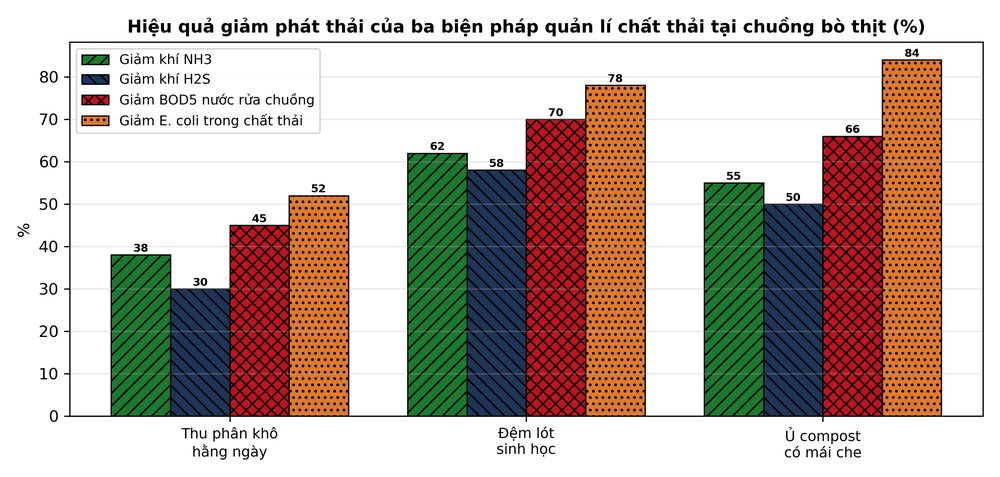 Hiệu quả giảm phát thải của ba biện pháp quản lí chất thải tại chuồng bò thịt (%)
Giảm khí NH3
Giảm khí H2S
Giảm BOD5 nước rửa chuồng
Giảm E. coli trong chất thải
%
80
70
60
50
40
30
20
10
0
38
30
45
52
62
58
70
78
55
50
66
84
Thu phân khô
hằng ngày
Đệm lót
sinh học
Ủ compost
có mái che